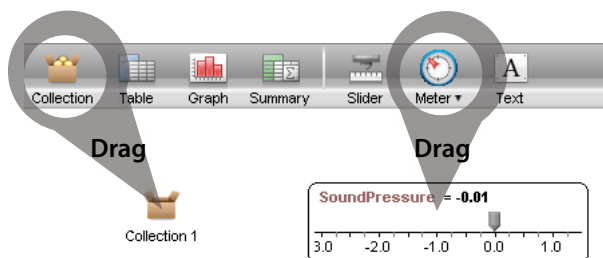 Collection Table Graph Summary Slider Meter Text
Drag Drag
SoundPressure = -0.01
3.0 -2.0 -1.0 0.0 1.0
Collection 1